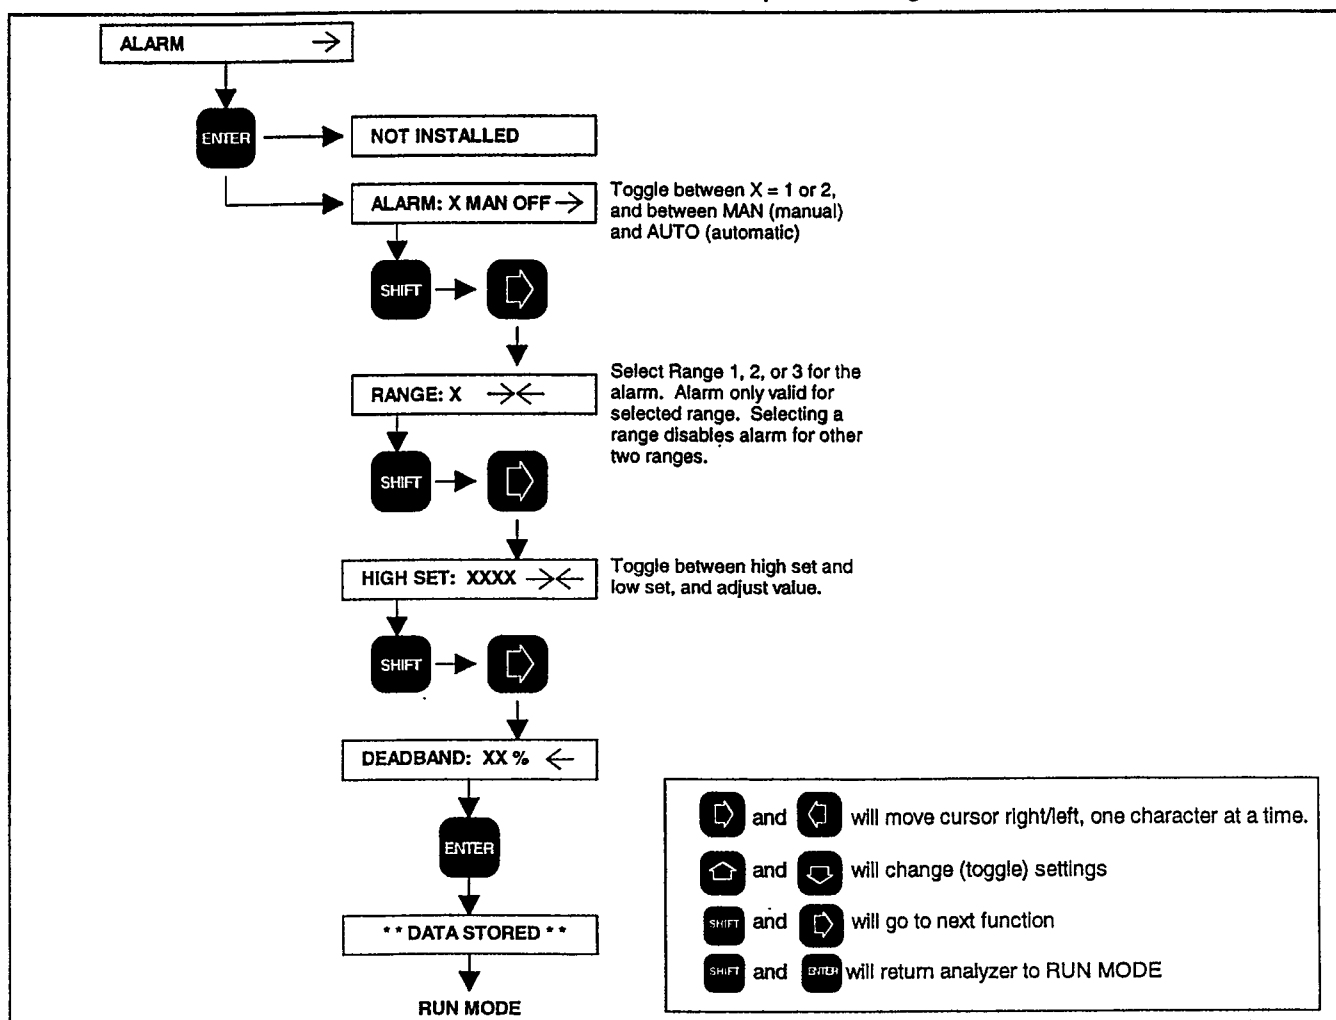 ALARM →
ENTER
NOT INSTALLED
ALARM: X MAN OFF →
Toggle between X = 1 or 2,
and between MAN (manual)
and AUTO (automatic)
SHIFT
RANGE: X →←
Select Range 1, 2, or 3 for the
alarm. Alarm only valid for
selected range. Selecting a
range disables alarm for other
two ranges.
SHIFT
HIGH SET: XXXX →←
Toggle between high set and
low set, and adjust value.
SHIFT
DEADBAND: XX % ←
ENTER
* * DATA STORED * *
RUN MODE
and will move cursor right/left, one character at a time.
and will change (toggle) settings
SHIFT and will go to next function
SHIFT and ENTER will return analyzer to RUN MODE